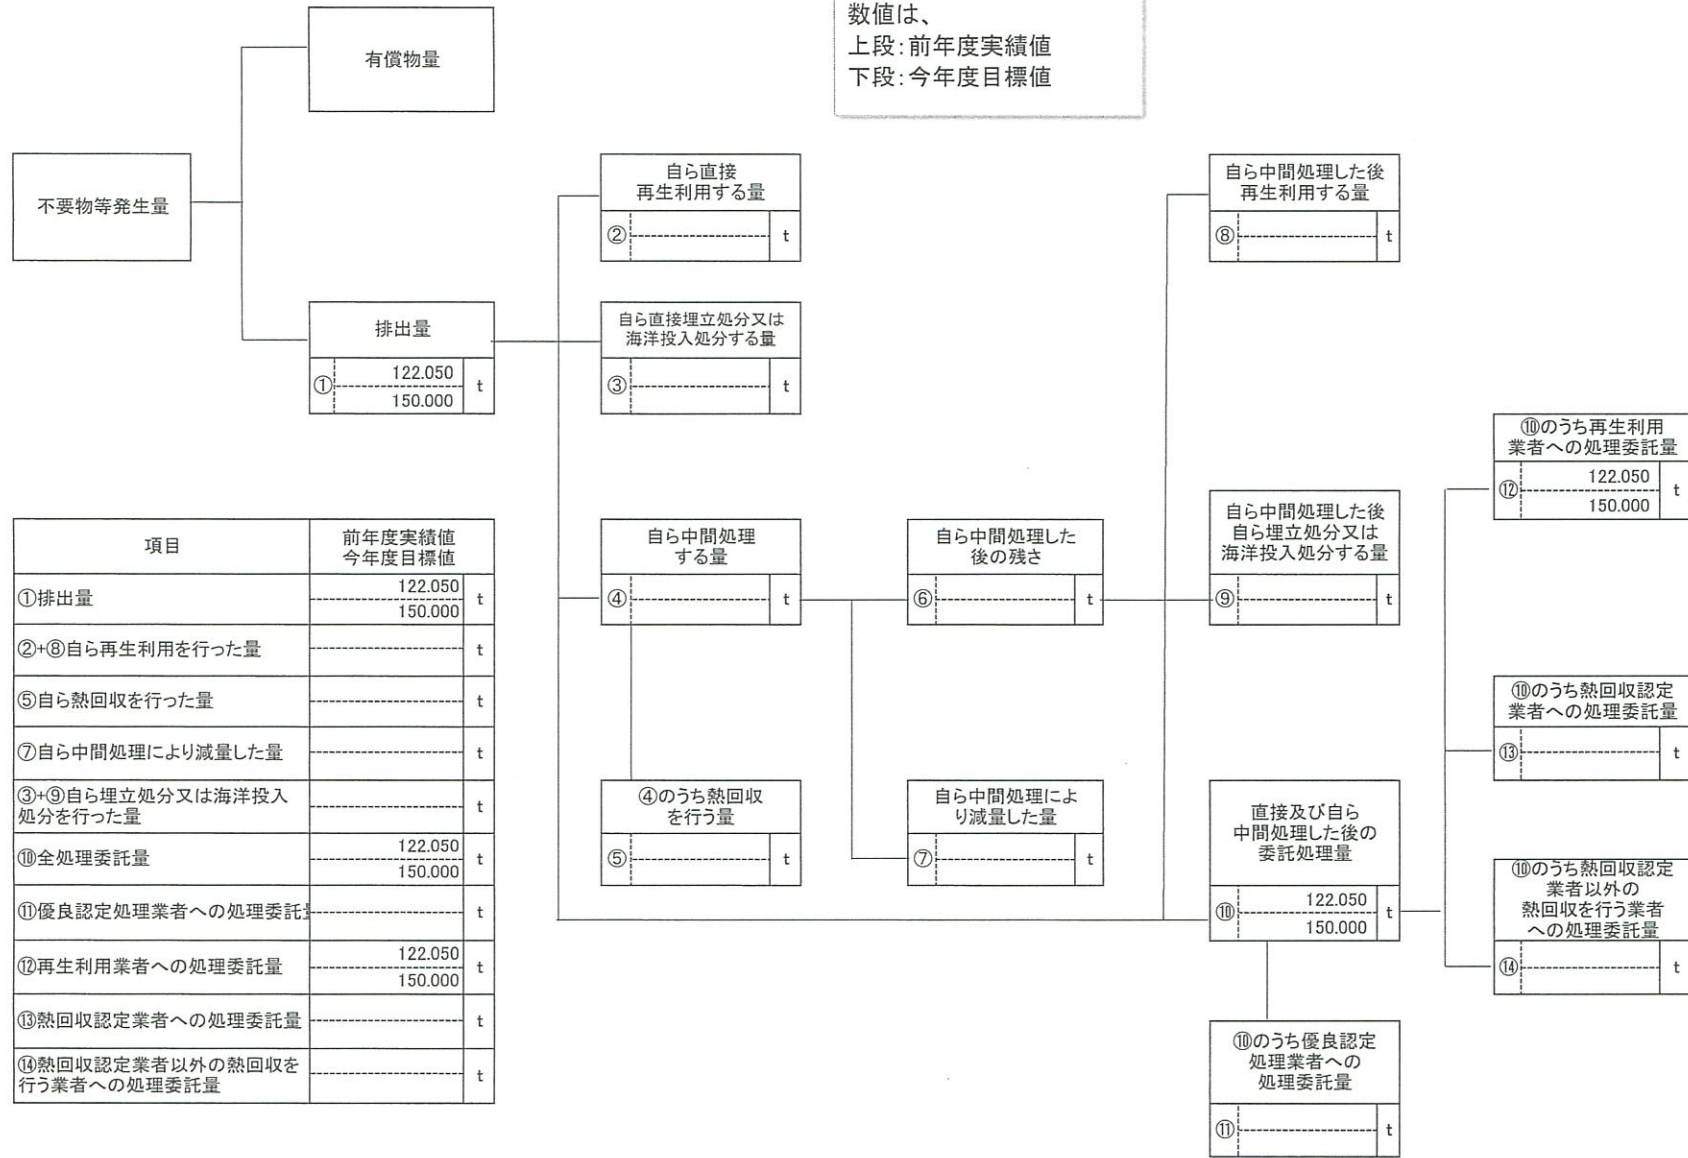 数値は、
上段:前年度実績値
下段:今年度目標値
有償物量
不要物等発生量
排出量
① 122.050 t
150.000
自ら直接
再生利用する量
② t
自ら直接埋立処分又は
海洋投入処分する量
③ t
自ら中間処理
する量
④ t
④のうち熱回収
を行う量
⑤ t
自ら中間処理した
後の残さ
⑥ t
自ら中間処理によ
り減量した量
⑦ t
自ら中間処理した後
再生利用する量
⑧ t
自ら中間処理した後
自ら埋立処分又は
海洋投入処分する量
⑨ t
直接及び自ら
中間処理した後の
委託処理量
⑩ 122.050 t
150.000
⑩のうち優良認定
処理業者への
処理委託量
⑪ t
⑩のうち再生利用
業者への処理委託量
⑫ 122.050 t
150.000
⑩のうち熱回収認定
業者への処理委託量
⑬ t
⑩のうち熱回収認定
業者以外の
熱回収を行う業者
への処理委託量
⑭ t
項目 前年度実績値
今年度目標値
①排出量 122.050 t
150.000
②+⑧自ら再生利用を行った量 t
⑤自ら熱回収を行った量 t
⑦自ら中間処理により減量した量 t
③+⑨自ら埋立処分又は海洋投入
処分を行った量 t
⑩全処理委託量 122.050 t
150.000
⑪優良認定処理業者への処理委託 t
⑫再生利用業者への処理委託量 122.050 t
150.000
⑬熱回収認定業者への処理委託量 t
⑭熱回収認定業者以外の熱回収を
行う業者への処理委託量 t